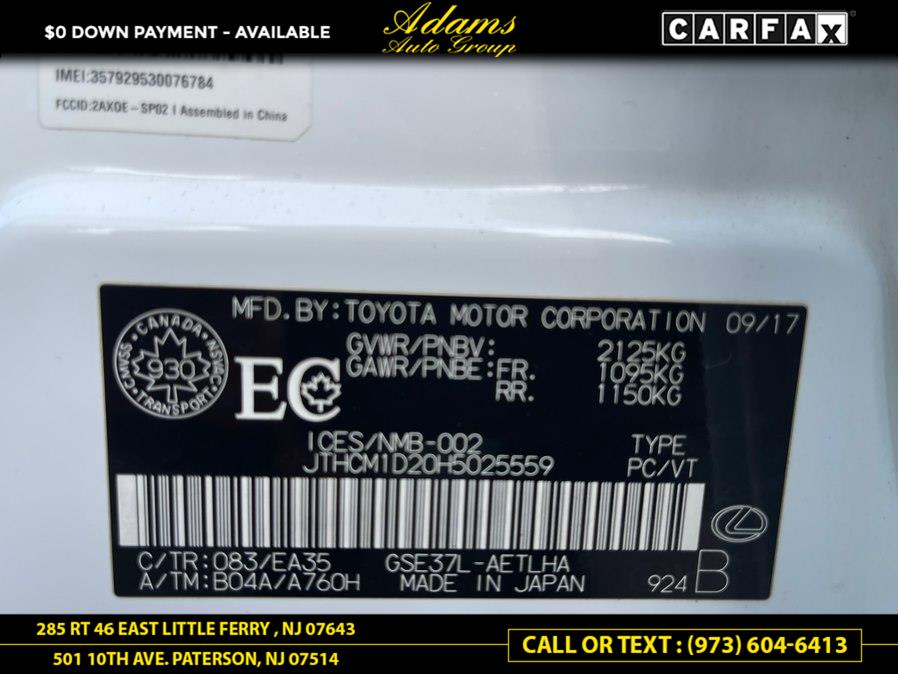 $0 DOWN PAYMENT - AVAILABLE
Adams
Auto Group
CARFAX
IMEI:357929530076784
FCCID:2AXOE-SP02 | Assembled in China
MFD.BY:TOYOTA MOTOR CORPORATION 09/17
GVWR/PNBV: 2125KG
GAWR/PNBE:FR. 1095KG
RR. 1150KG
CANADA
CMVSS NSVAC
930
TRANSPORT
EC
ICES/NMB-002 TYPE
JTHCM1D20H5025559 PC/VT
C/TR:083/EA35 GSE37L-AETLHA
A/TM:B04A/A760H MADE IN JAPAN 924 B
285 RT 46 EAST LITTLE FERRY , NJ 07643
501 10TH AVE. PATERSON, NJ 07514
CALL OR TEXT : (973) 604-6413